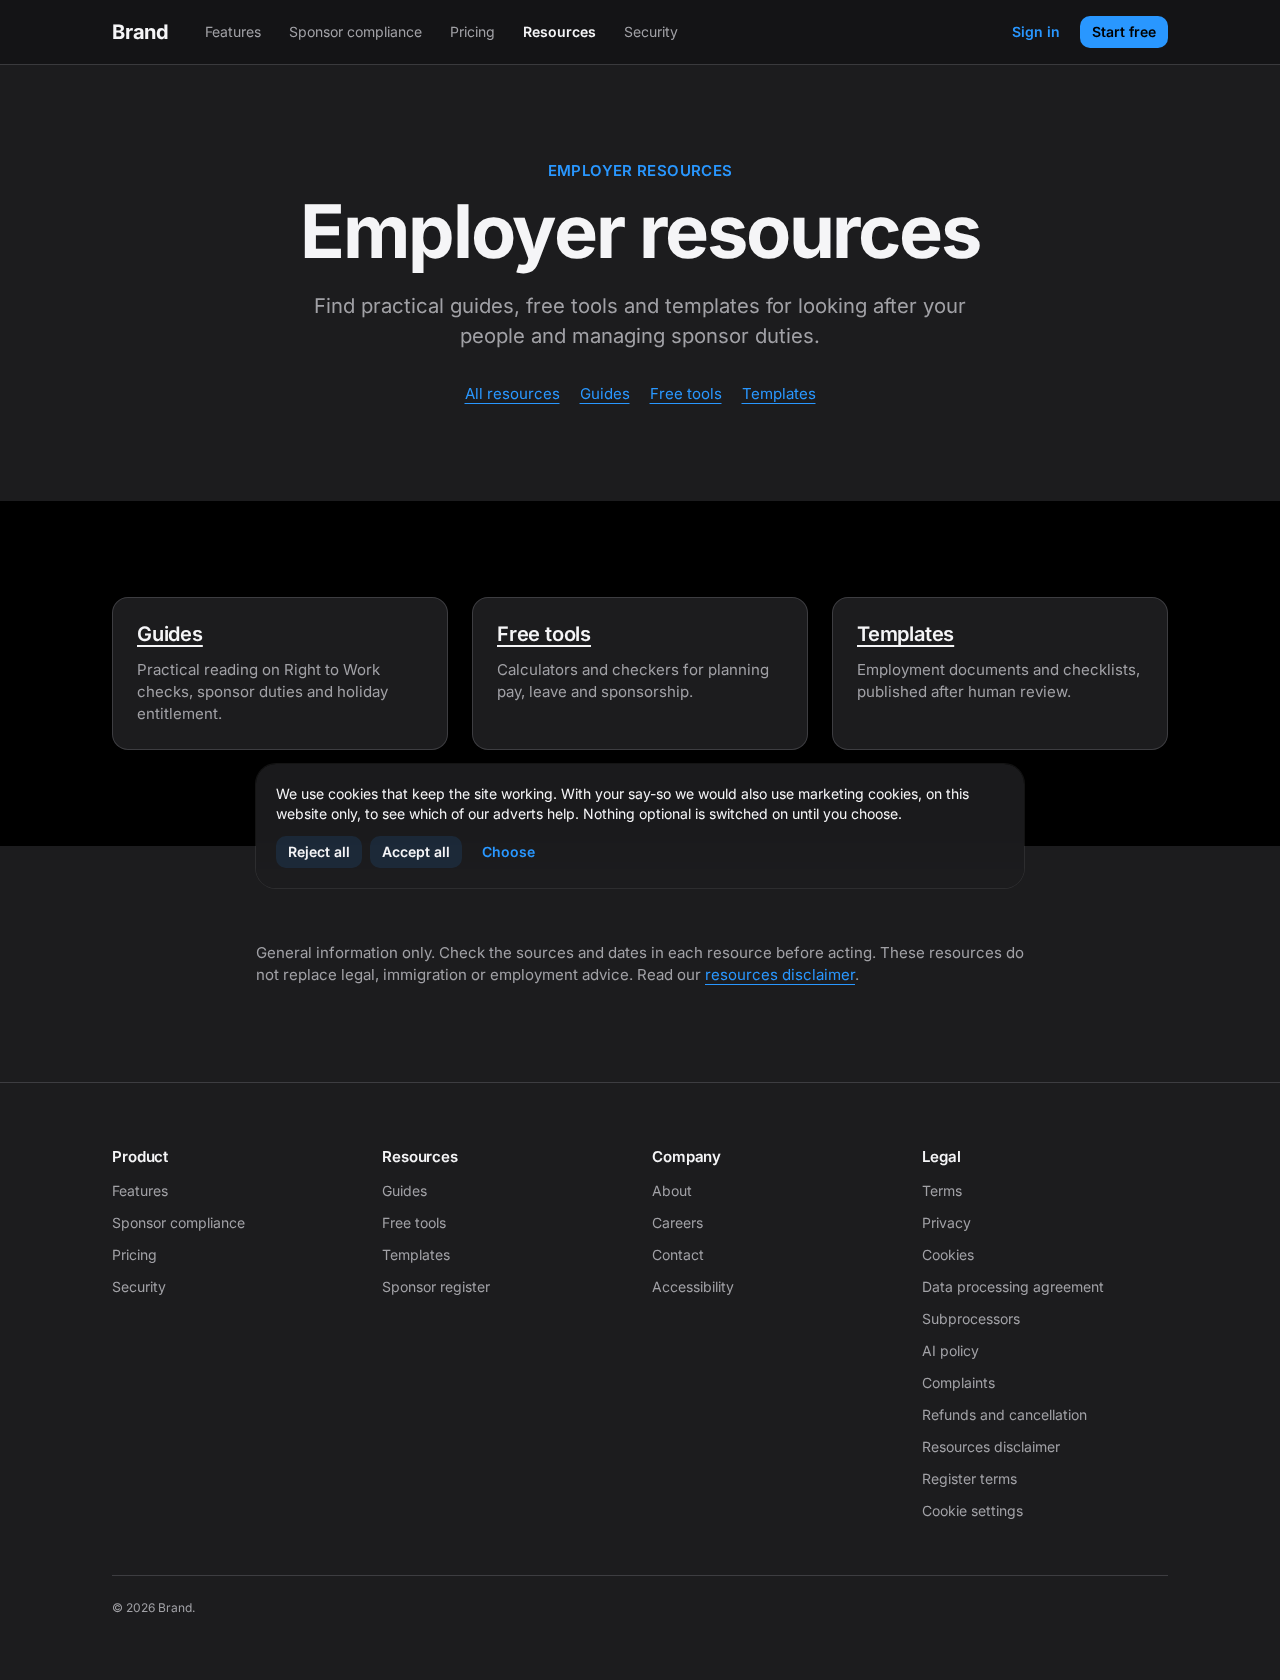 Brand
Features
Sponsor compliance
Pricing
Resources
Security
Sign in
Start free
EMPLOYER RESOURCES
Employer resources
Find practical guides, free tools and templates for looking after your
people and managing sponsor duties.
All resources
Guides
Free tools
Templates
Guides
Practical reading on Right to Work
checks, sponsor duties and holiday
entitlement.
Free tools
Calculators and checkers for planning
pay, leave and sponsorship.
Templates
Employment documents and checklists,
published after human review.
We use cookies that keep the site working. With your say-so we would also use marketing cookies, on this
website only, to see which of our adverts help. Nothing optional is switched on until you choose.
Reject all
Accept all
Choose
General information only. Check the sources and dates in each resource before acting. These resources do
not replace legal, immigration or employment advice. Read our resources disclaimer.
Product
Features
Sponsor compliance
Pricing
Security
Resources
Guides
Free tools
Templates
Sponsor register
Company
About
Careers
Contact
Accessibility
Legal
Terms
Privacy
Cookies
Data processing agreement
Subprocessors
AI policy
Complaints
Refunds and cancellation
Resources disclaimer
Register terms
Cookie settings
© 2026 Brand.